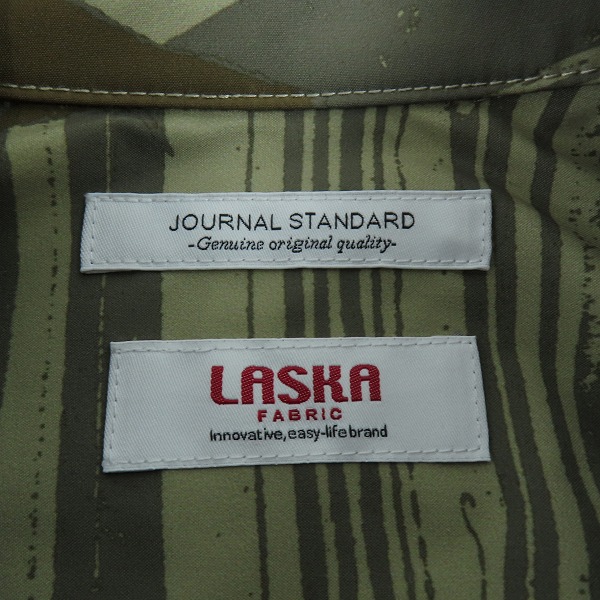 JOURNAL STANDARD
-Genuine original quality-
LASKA
FABRIC
Innovative, easy-life brand